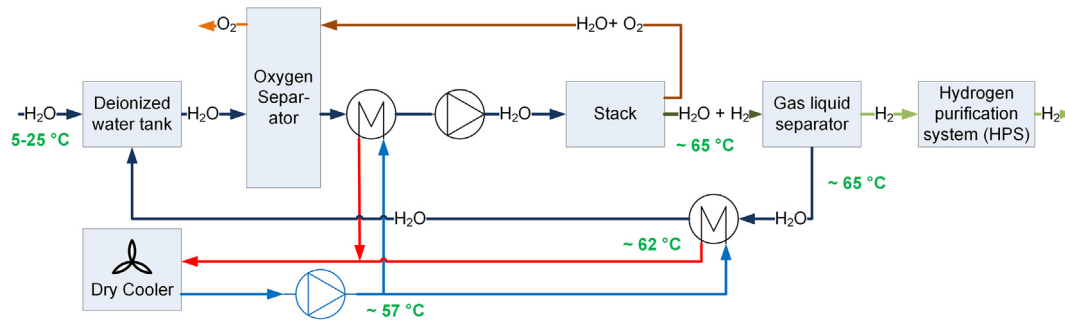 O₂
H₂O+ O₂
H₂O
5-25 °C
Deionized
water tank
H₂O
Oxygen
Separ-
ator
H₂O
Stack
H₂O + H₂
~ 65 °C
Gas liquid
separator
H₂
Hydrogen
purification
system (HPS)
H₂
~ 65 °C
H₂O
H₂O
~ 62 °C
Dry Cooler
~ 57 °C